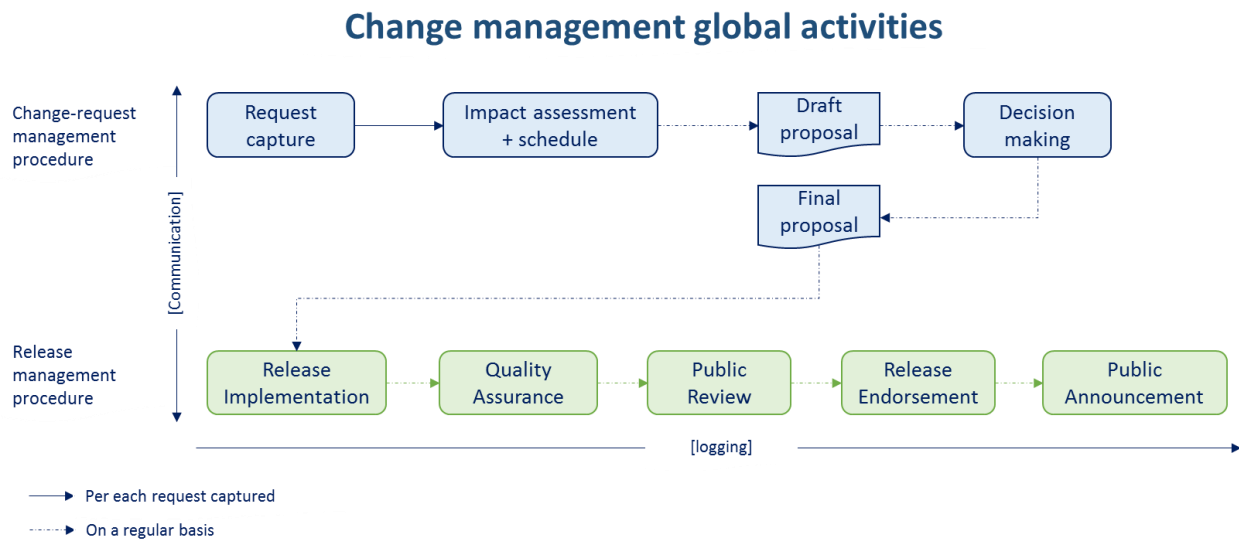 Change management global activities
Change-request
management
procedure
Request
capture
Impact assessment
+ schedule
Draft
proposal
Decision
making
Final
proposal
[Communication]
Release
management
procedure
Release
Implementation
Quality
Assurance
Public
Review
Release
Endorsement
Public
Announcement
[logging]
Per each request captured
On a regular basis